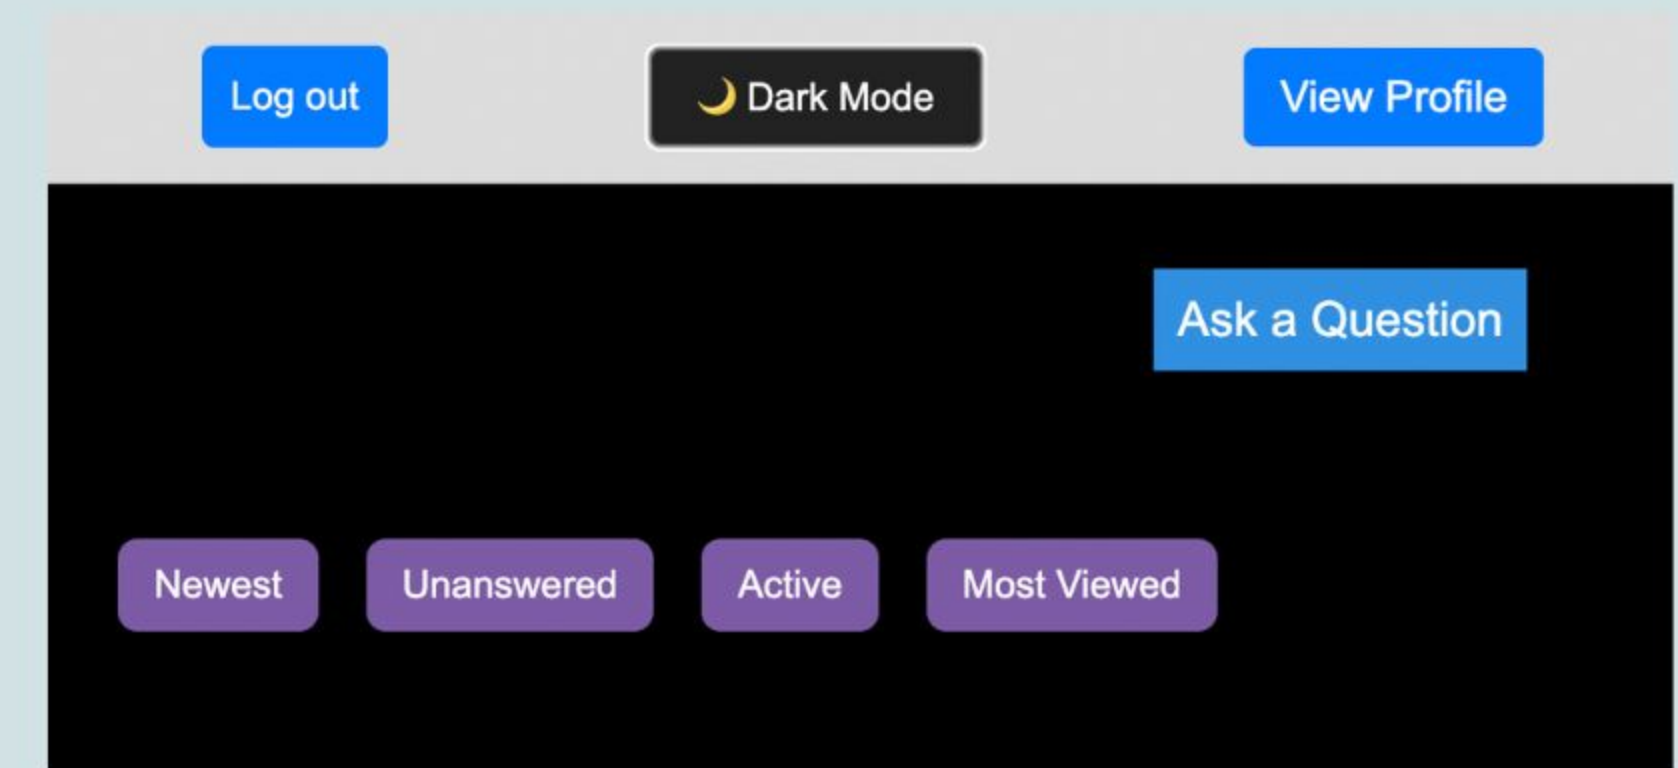 Log out 🌙 Dark Mode View Profile
Ask a Question
Newest Unanswered Active Most Viewed